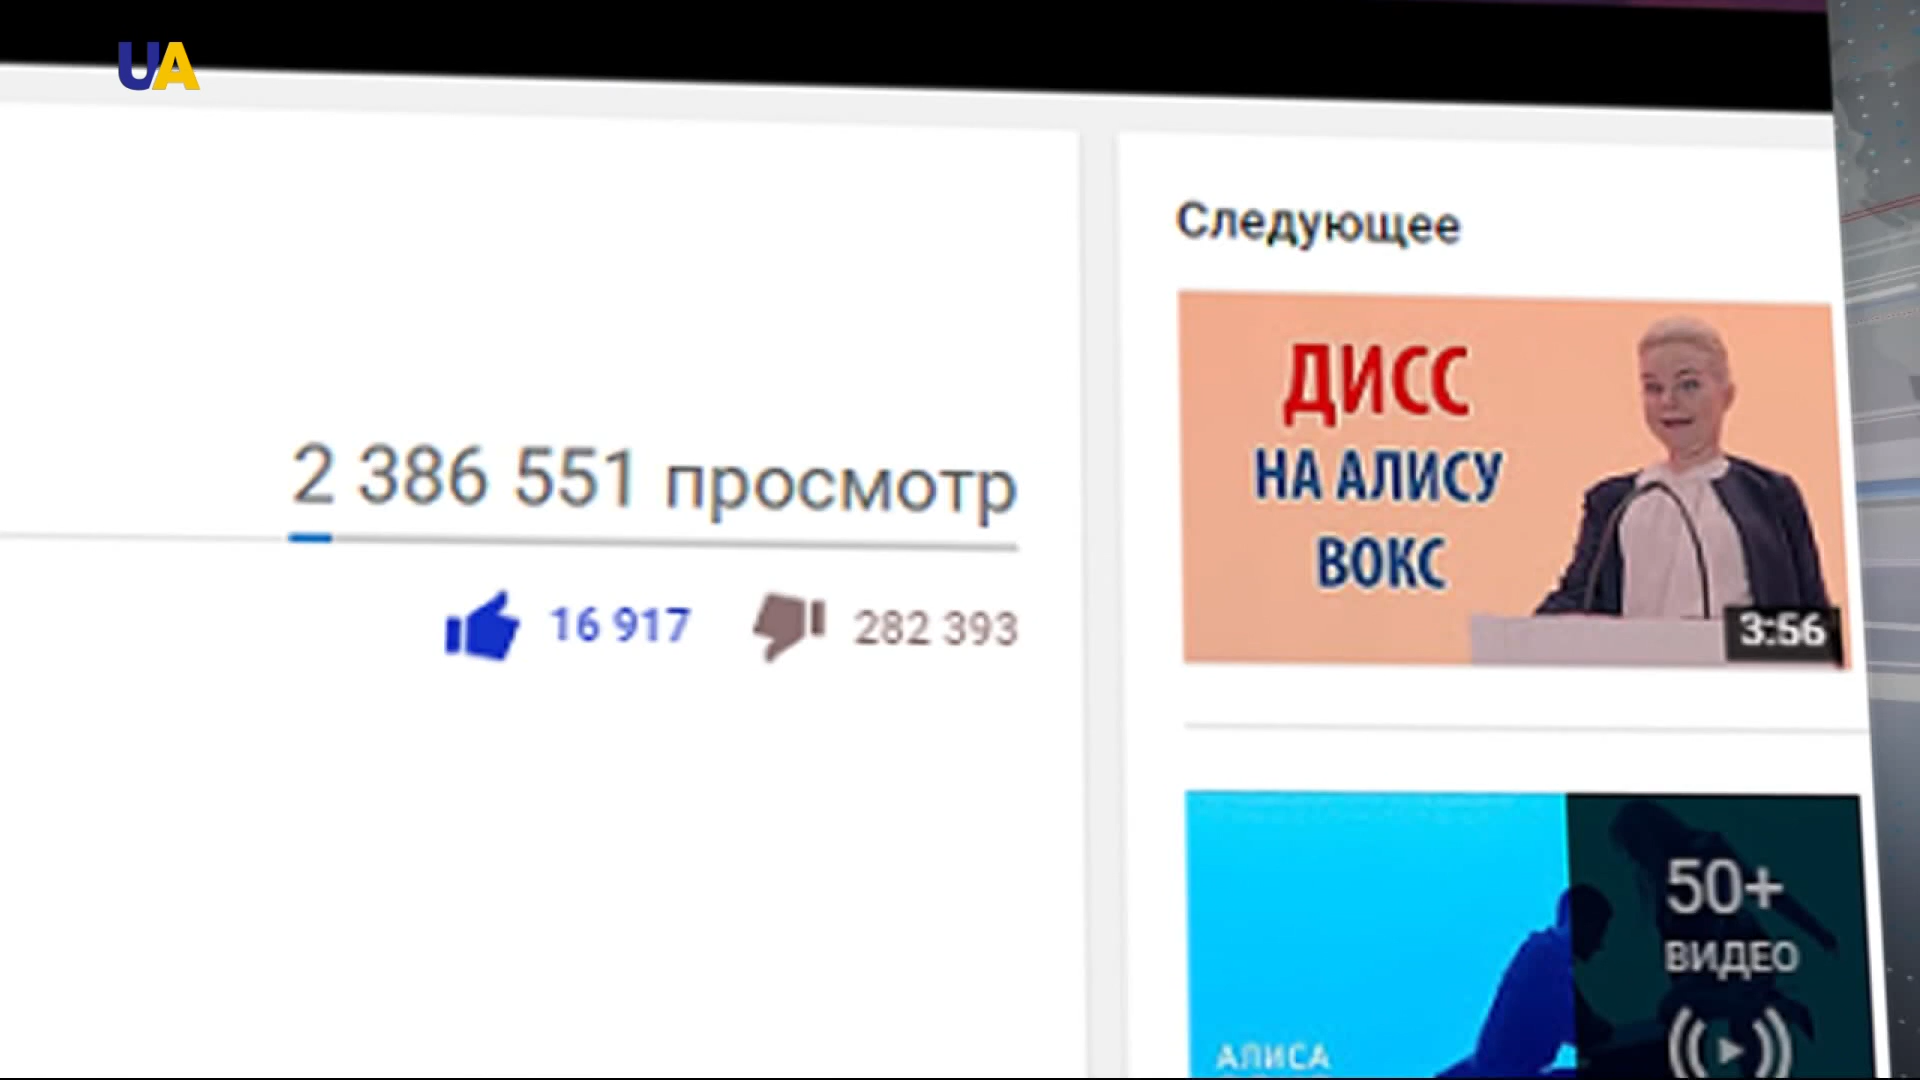 UA
Следующее
ДИСС
НА АЛИСУ
ВОКС
3:56
2 386 551 просмотр
16 917
282 393
50+
ВИДЕО
АЛИСА